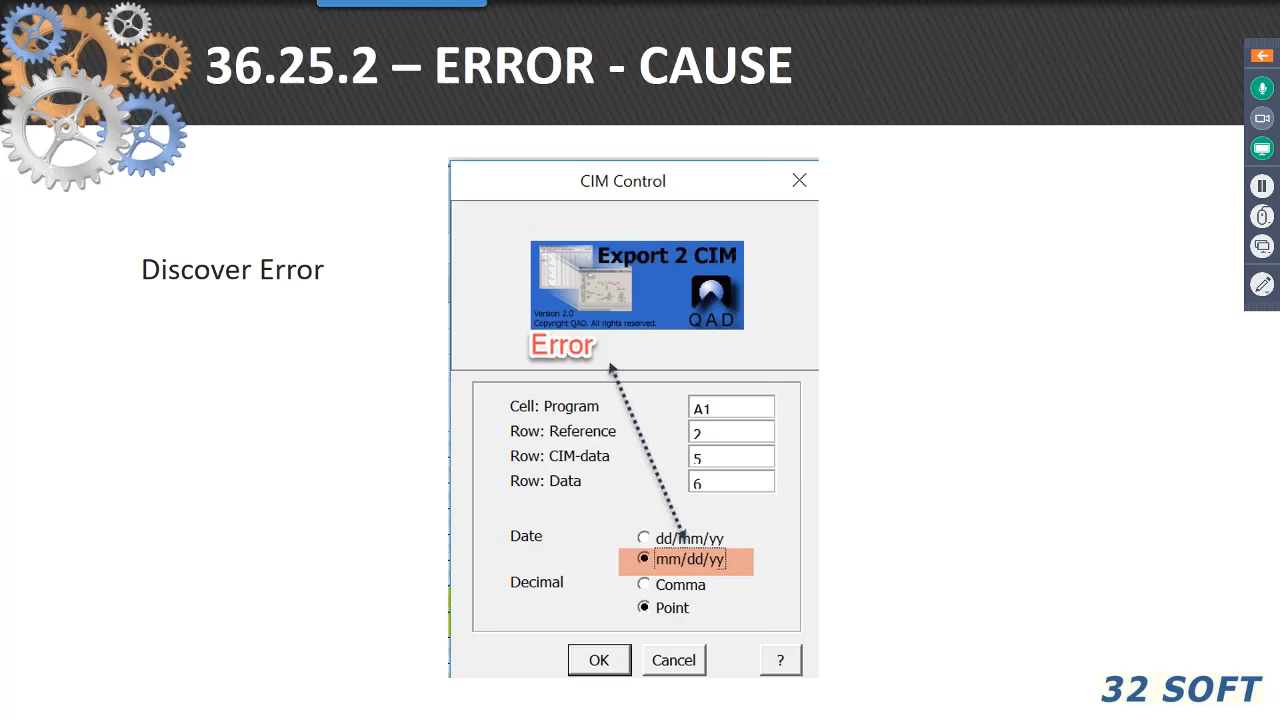 36.25.2 – ERROR - CAUSE
Discover Error
CIM Control
Export 2 CIM
Version 2.0
Copyright QAD. All rights reserved.
QAD
Error
Cell: Program A1
Row: Reference 2
Row: CIM-data 5
Row: Data 6
Date dd/mm/yy
mm/dd/yy
Decimal Comma
Point
OK Cancel ?
32 SOFT